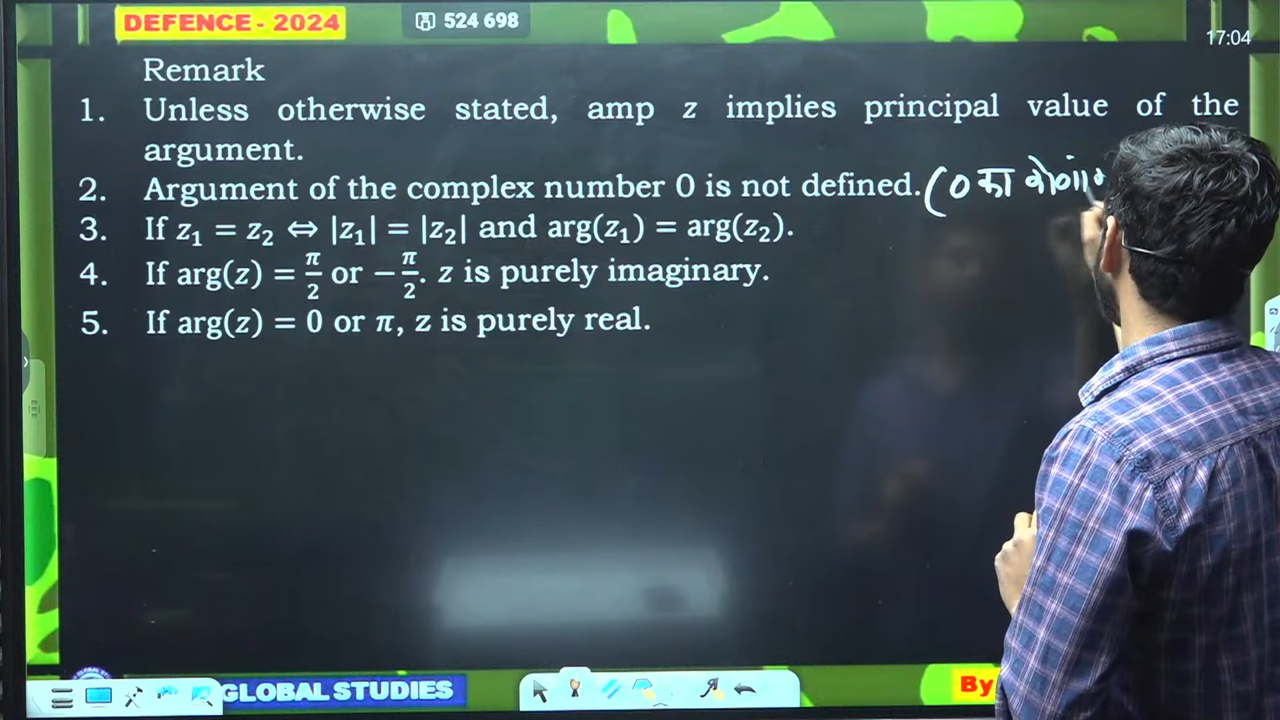 DEFENCE - 2024
524 698
17:04
Remark
1. Unless otherwise stated, amp z implies principal value of the
argument.
2. Argument of the complex number 0 is not defined. (0 का
3. If z₁ = z₂ ⇔ |z₁| = |z₂| and arg(z₁) = arg(z₂).
4. If arg(z) = π/2 or −π/2. z is purely imaginary.
5. If arg(z) = 0 or π, z is purely real.
GLOBAL STUDIES
By